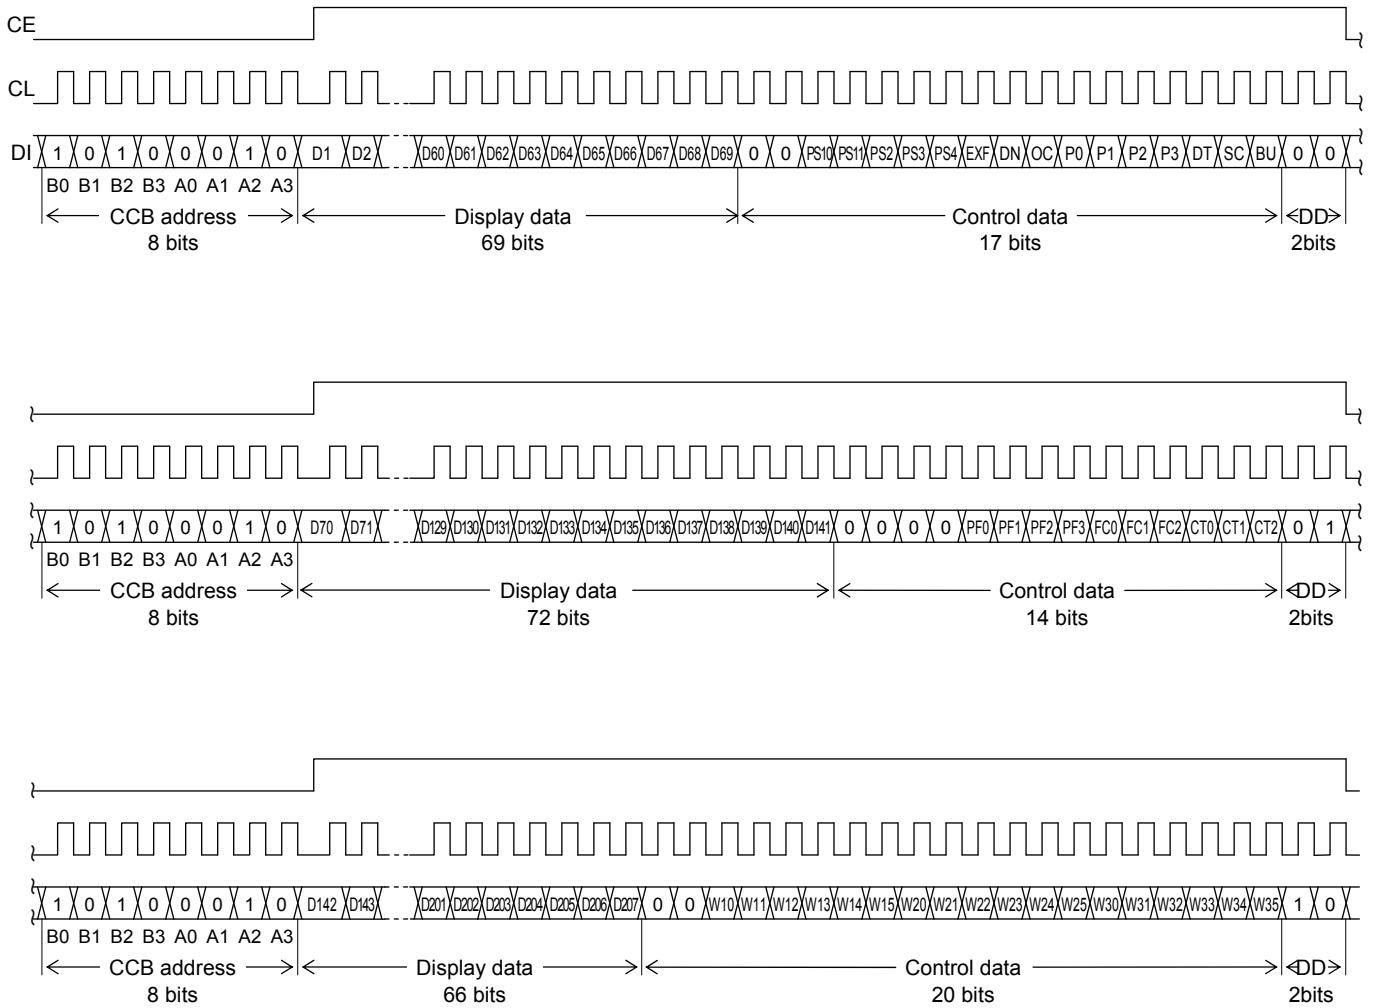 CE
CL
DI 1 0 1 0 0 0 1 0 D1 D2 D60 D61 D62 D63 D64 D65 D66 D67 D68 D69 0 0 PS10 PS11 PS2 PS3 PS4 EXF DN OC P0 P1 P2 P3 DT SC BU 0 0
B0 B1 B2 B3 A0 A1 A2 A3
CCB address Display data Control data DD
8 bits 69 bits 17 bits 2bits
1 0 1 0 0 0 1 0 D70 D71 D129 D130 D131 D132 D133 D134 D135 D136 D137 D138 D139 D140 D141 0 0 0 0 PF0 PF1 PF2 PF3 FC0 FC1 FC2 CT0 CT1 CT2 0 1
B0 B1 B2 B3 A0 A1 A2 A3
CCB address Display data Control data DD
8 bits 72 bits 14 bits 2bits
1 0 1 0 0 0 1 0 D142 D143 D201 D202 D203 D204 D205 D206 D207 0 0 W10 W11 W12 W13 W14 W15 W20 W21 W22 W23 W24 W25 W30 W31 W32 W33 W34 W35 1 0
B0 B1 B2 B3 A0 A1 A2 A3
CCB address Display data Control data DD
8 bits 66 bits 20 bits 2bits